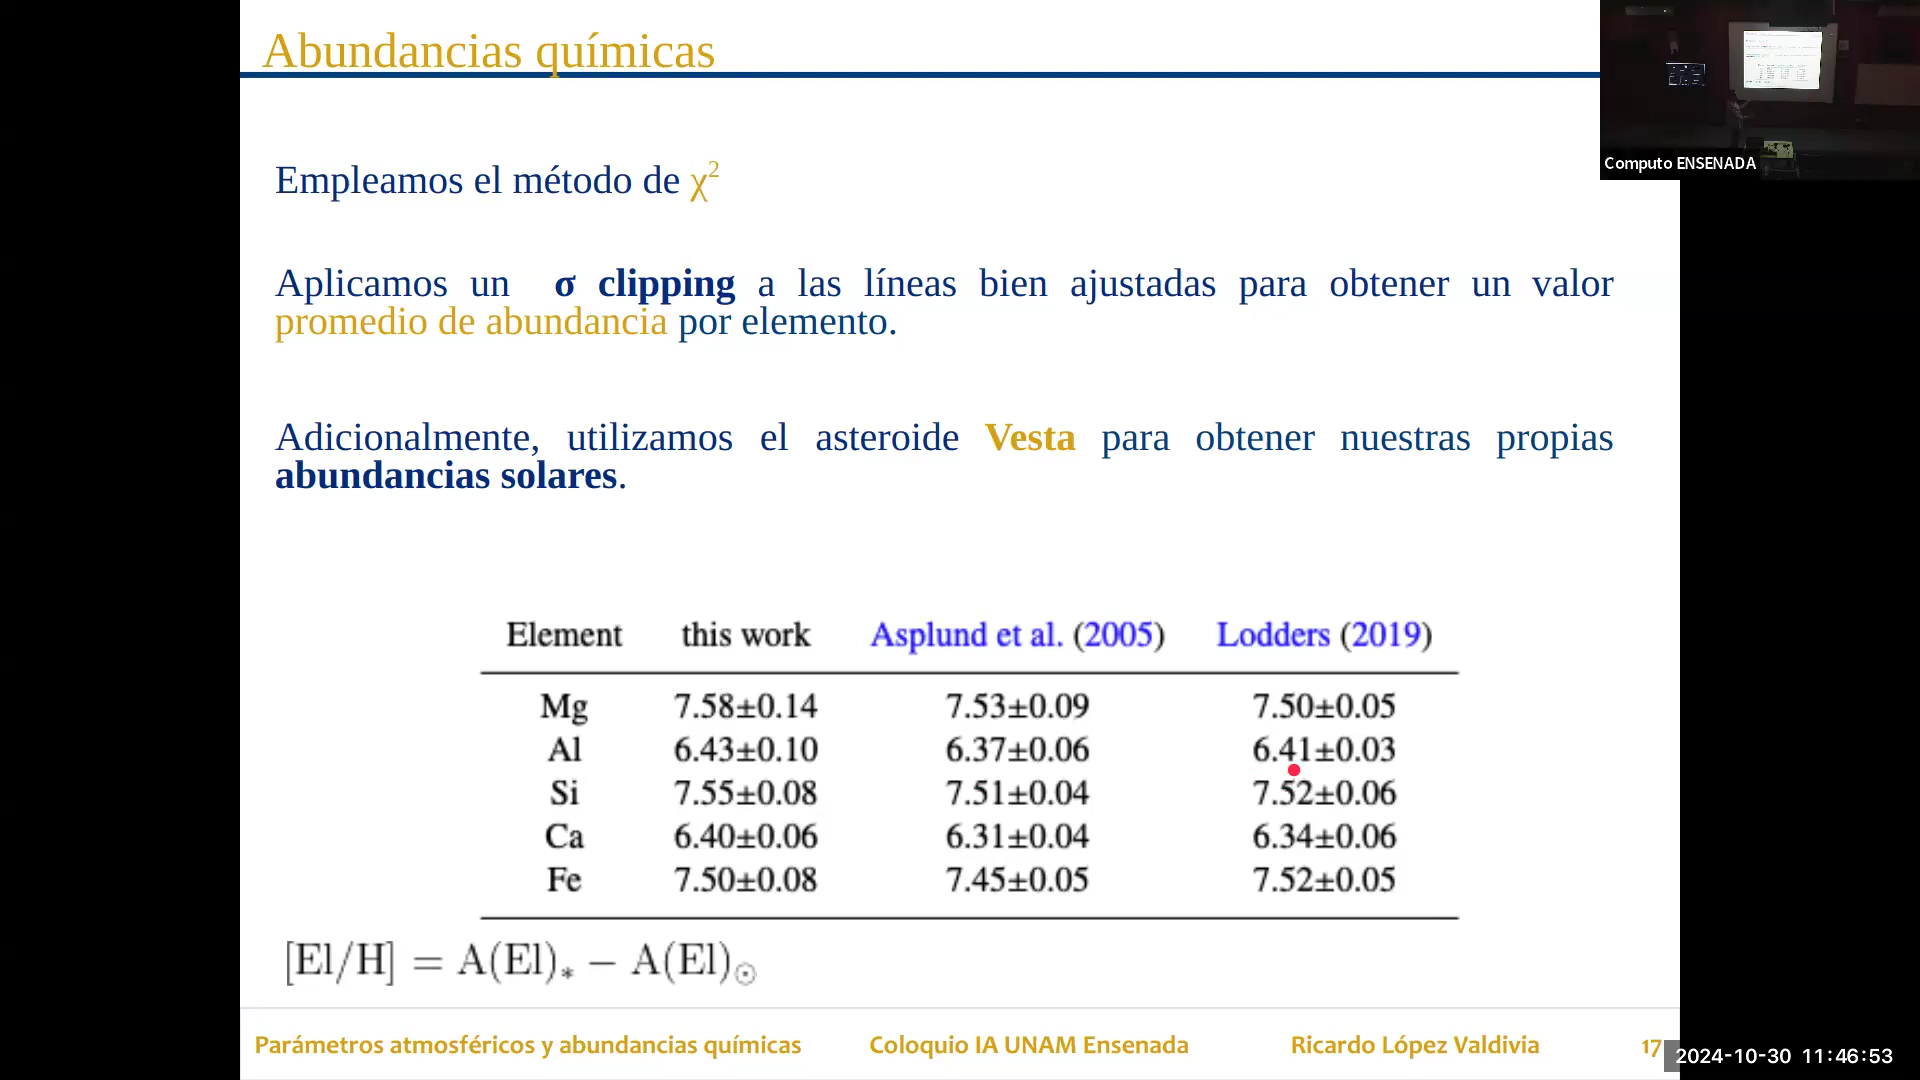 Abundancias químicas
Computo ENSENADA
Empleamos el método de χ²
Aplicamos un σ clipping a las líneas bien ajustadas para obtener un valor
promedio de abundancia por elemento.
Adicionalmente, utilizamos el asteroide Vesta para obtener nuestras propias
abundancias solares.
Element this work Asplund et al. (2005) Lodders (2019)
Mg 7.58±0.14 7.53±0.09 7.50±0.05
Al 6.43±0.10 6.37±0.06 6.41±0.03
Si 7.55±0.08 7.51±0.04 7.52±0.06
Ca 6.40±0.06 6.31±0.04 6.34±0.06
Fe 7.50±0.08 7.45±0.05 7.52±0.05
[El/H] = A(El)* − A(El)⊙
Parámetros atmosféricos y abundancias químicas Coloquio IA UNAM Ensenada Ricardo López Valdivia 17
2024-10-30 11:46:53